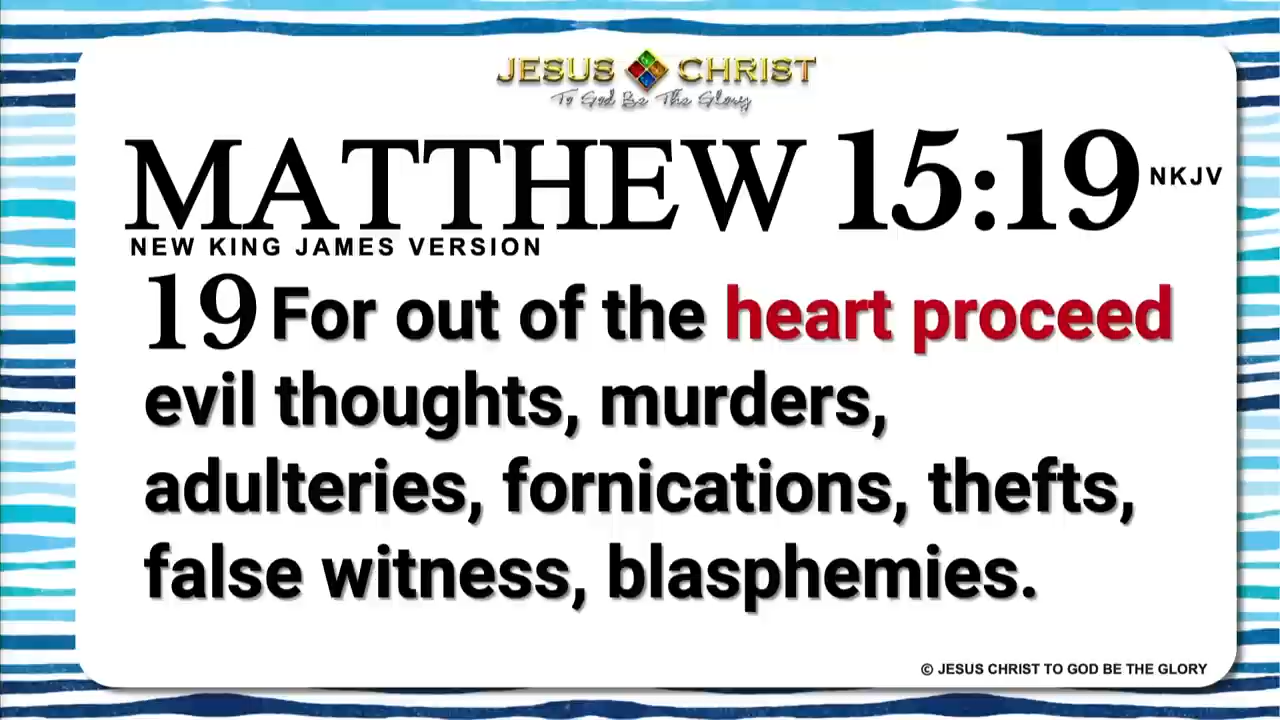 JESUS CHRIST
To God Be The Glory
MATTHEW 15:19 NKJV
NEW KING JAMES VERSION
19 For out of the heart proceed
evil thoughts, murders,
adulteries, fornications, thefts,
false witness, blasphemies.
© JESUS CHRIST TO GOD BE THE GLORY